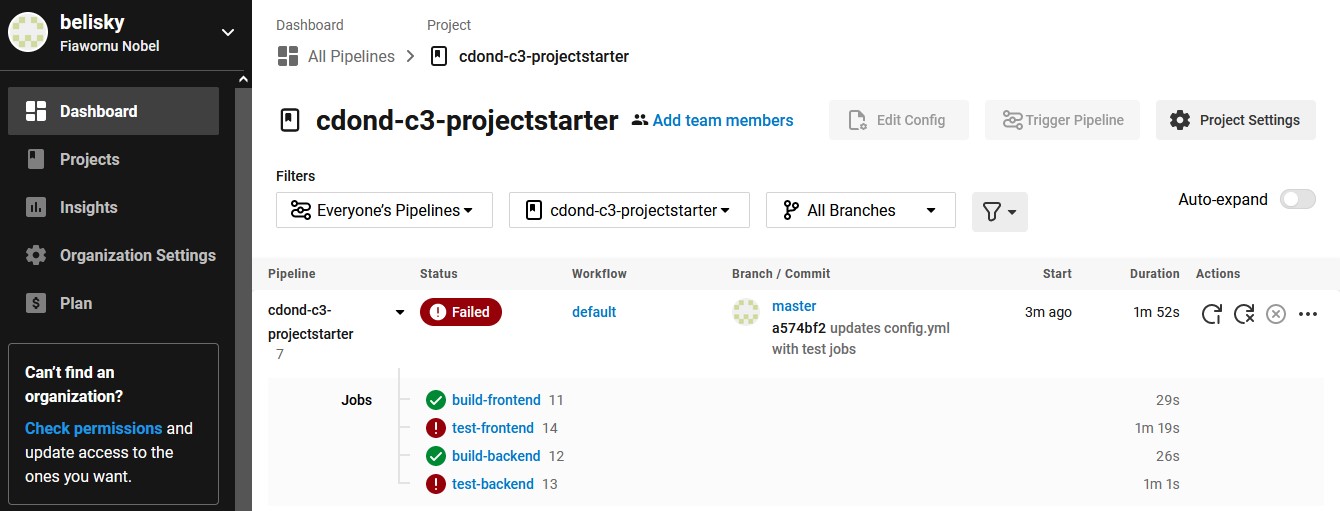 belisky
Fiawornu Nobel
Dashboard
Projects
Insights
Organization Settings
Plan
Can't find an
organization?
Check permissions and
update access to the
ones you want.
Dashboard Project
All Pipelines cdond-c3-projectstarter
cdond-c3-projectstarter Add team members Edit Config Trigger Pipeline Project Settings
Filters
Everyone's Pipelines cdond-c3-projectstarter All Branches Auto-expand
Pipeline Status Workflow Branch / Commit Start Duration Actions
cdond-c3-
projectstarter
7
Failed default
master
a574bf2 updates config.yml
with test jobs
3m ago 1m 52s
Jobs
build-frontend 11 29s
test-frontend 14 1m 19s
build-backend 12 26s
test-backend 13 1m 1s